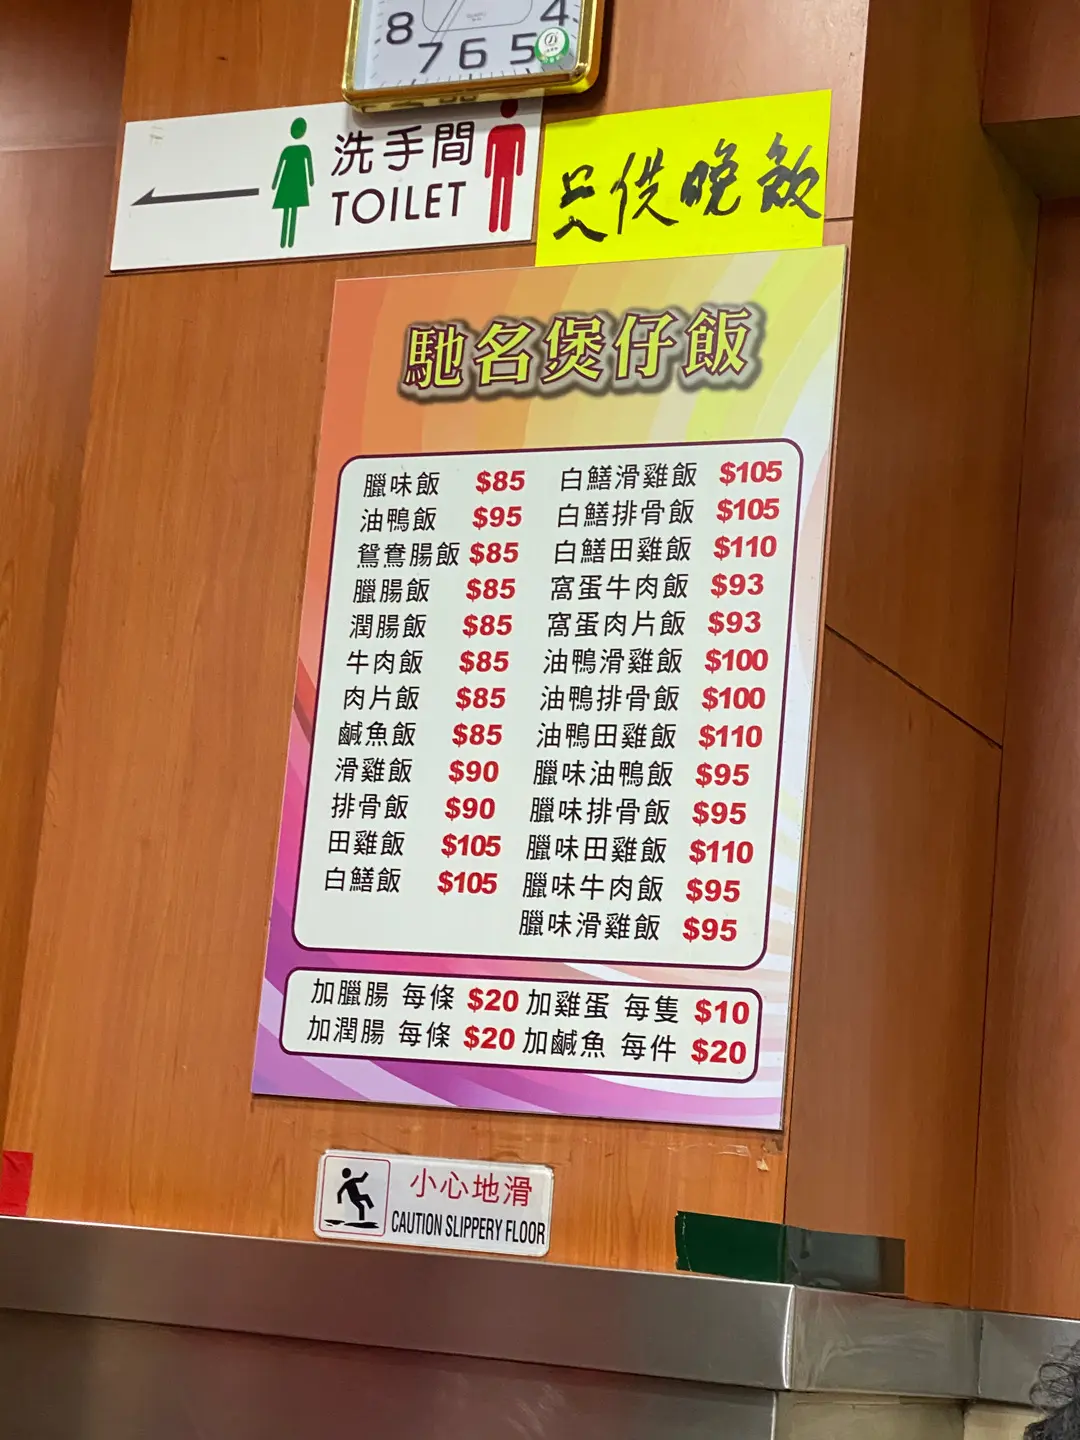 8 7 6 5 4
洗手間
TOILET
只供晚飯
馳名煲仔飯
臘味飯 $85
油鴨飯 $95
鴛鴦腸飯 $85
臘腸飯 $85
潤腸飯 $85
牛肉飯 $85
肉片飯 $85
鹹魚飯 $85
滑雞飯 $90
排骨飯 $90
田雞飯 $105
白鱔飯 $105
白鱔滑雞飯 $105
白鱔排骨飯 $105
白鱔田雞飯 $110
窩蛋牛肉飯 $93
窩蛋肉片飯 $93
油鴨滑雞飯 $100
油鴨排骨飯 $100
油鴨田雞飯 $110
臘味油鴨飯 $95
臘味排骨飯 $95
臘味田雞飯 $110
臘味牛肉飯 $95
臘味滑雞飯 $95
加臘腸 每條 $20 加雞蛋 每隻 $10
加潤腸 每條 $20 加鹹魚 每件 $20
小心地滑
CAUTION SLIPPERY FLOOR